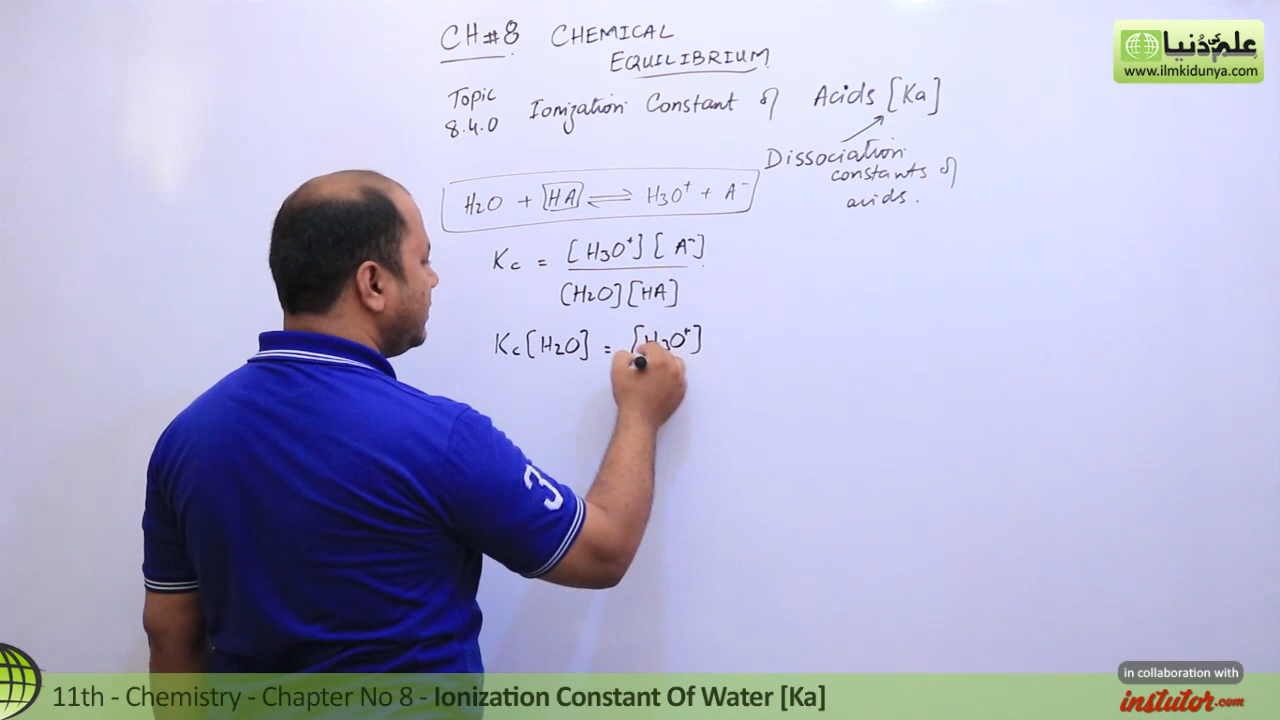 CH#8 CHEMICAL
EQUILIBRIUM
Topic
8.4.0 Ionization Constant of Acids [Ka]
Dissociation
constants of
acids.
H2O + HA ⇌ H3O⁺ + A⁻
Kc = [H3O⁺][A⁻]
[H2O][HA]
Kc[H2O] = [H3O⁺]
3
علم کی دُنیا
www.ilmkidunya.com
in collaboration with
instutor.com
11th - Chemistry - Chapter No 8 - Ionization Constant Of Water [Ka]